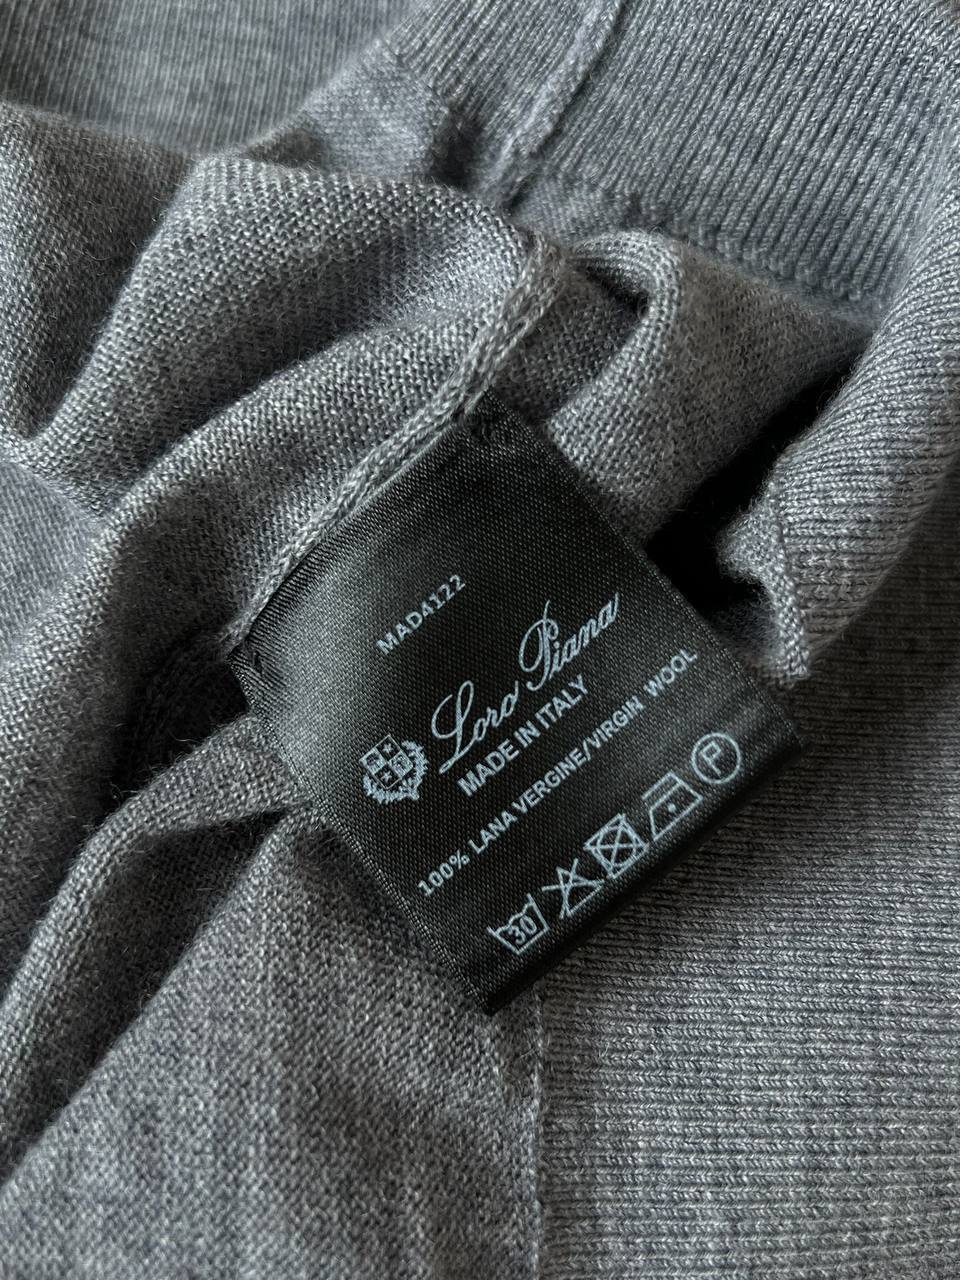 MAD4122
Loro Piana
MADE IN ITALY
100% LANA VERGINE/VIRGIN WOOL
30 P